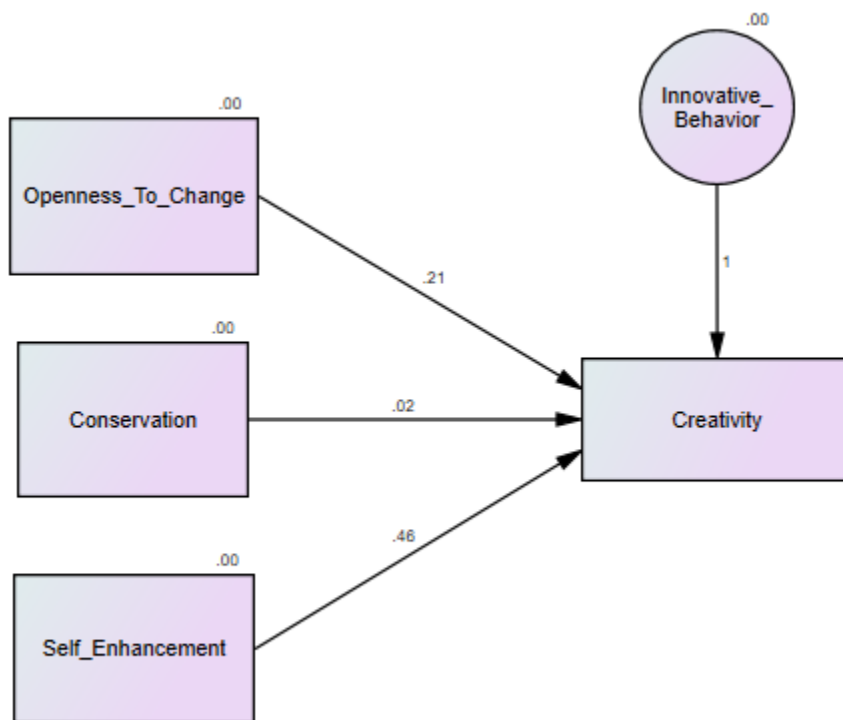 .00
Innovative_
Behavior
.00
Openness_To_Change
.21
1
.00
Conservation
.02
Creativity
.46
.00
Self_Enhancement